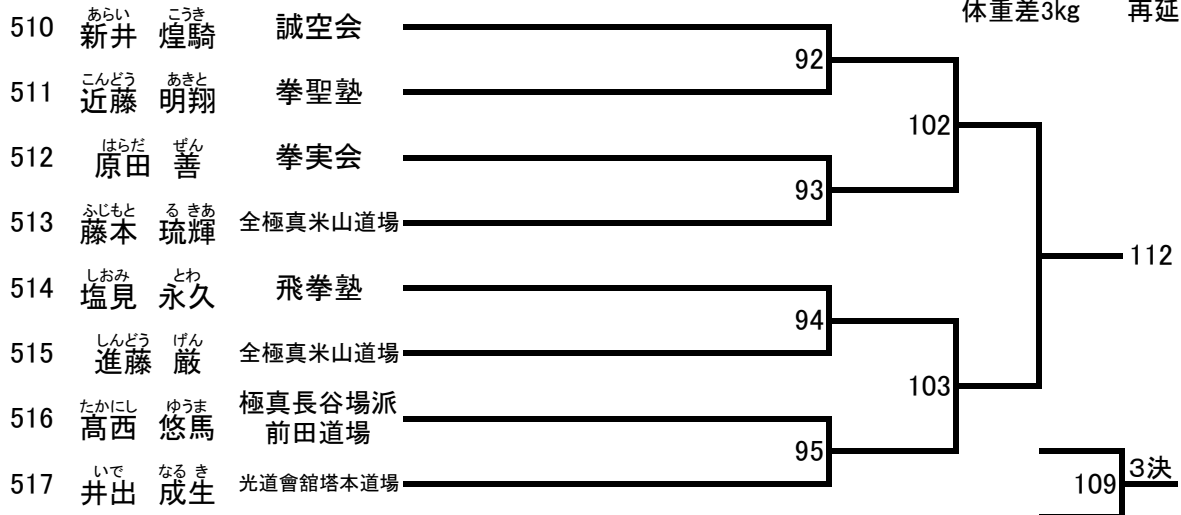 体重差3kg 再延
あらい こうき
510 新井 煌騎 誠空会
92
こんどう あきと
511 近藤 明翔 拳聖塾
102
はらだ ぜん
512 原田 善 拳実会
93
ふじもと る きあ
513 藤本 琉輝 全極真米山道場
112
しおみ とわ
514 塩見 永久 飛拳塾
94
しんどう げん
515 進藤 厳 全極真米山道場
103
たかにし ゆうま
516 髙西 悠馬 極真長谷場派
前田道場
95
いで なる き
517 井出 成生 光道會舘塔本道場
109 3決